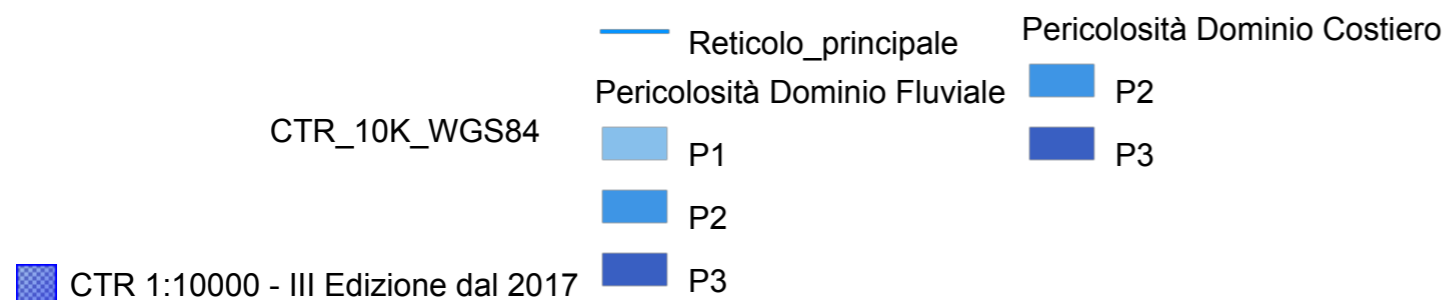 CTR_10K_WGS84
CTR 1:10000 - III Edizione dal 2017
Reticolo_principale
Pericolosità Dominio Fluviale
P1
P2
P3
Pericolosità Dominio Costiero
P2
P3